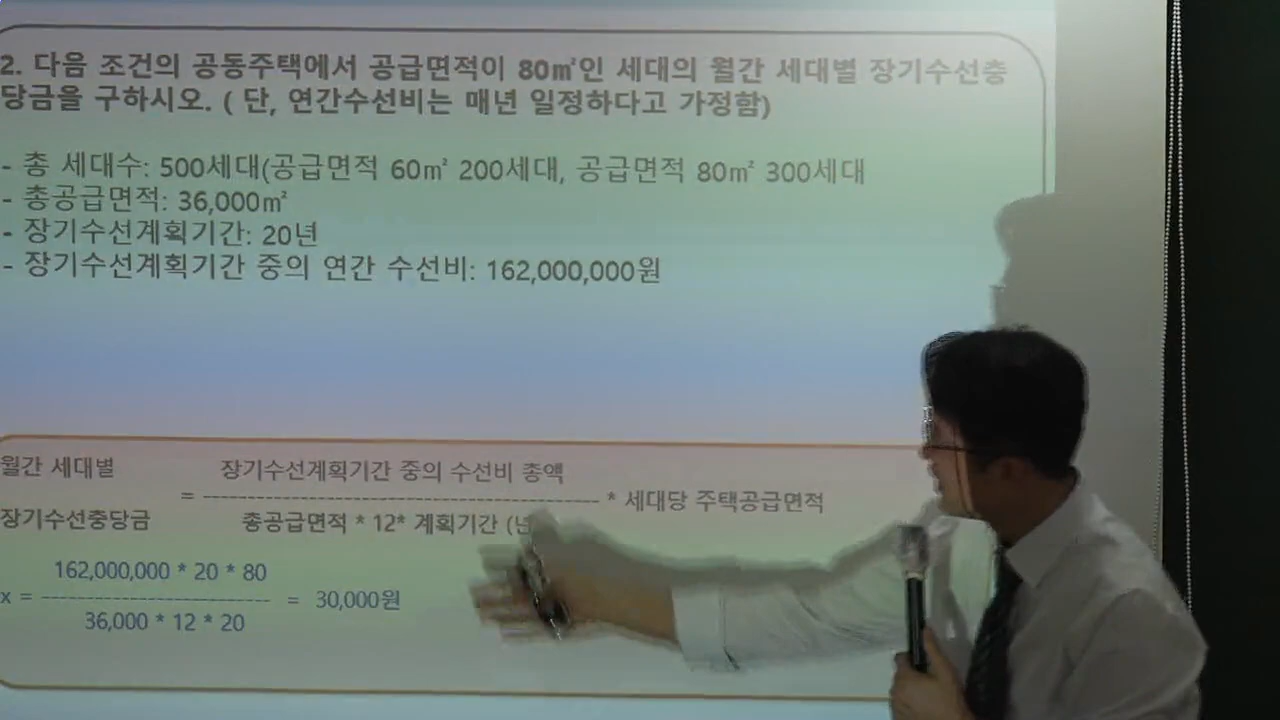 2. 다음 조건의 공동주택에서 공급면적이 80㎡인 세대의 월간 세대별 장기수선충
당금을 구하시오. ( 단, 연간수선비는 매년 일정하다고 가정함)
- 총 세대수: 500세대(공급면적 60㎡ 200세대, 공급면적 80㎡ 300세대
- 총공급면적: 36,000㎡
- 장기수선계획기간: 20년
- 장기수선계획기간 중의 연간 수선비: 162,000,000원
월간 세대별 장기수선계획기간 중의 수선비 총액
= ---------------------------------------- * 세대당 주택공급면적
장기수선충당금 총공급면적 * 12* 계획기간 (년
162,000,000 * 20 * 80
x = ------------------------- = 30,000원
36,000 * 12 * 20